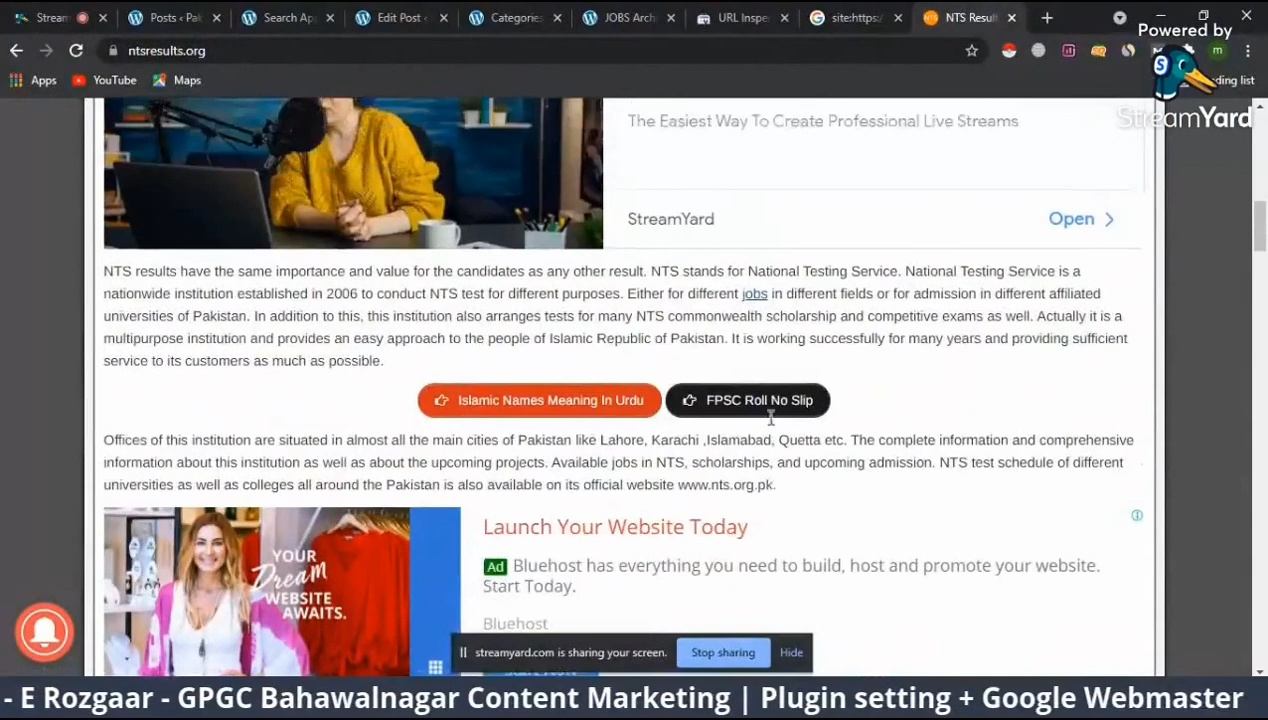 Stream
Posts ‹ Pak
Search App
Edit Post ‹
Categories
JOBS Arch
URL Inspe
site:https:/
NTS Resul
ntsresults.org
m
Apps
YouTube
Maps
ding list
Powered by
StreamYard
The Easiest Way To Create Professional Live Streams
StreamYard
Open
NTS results have the same importance and value for the candidates as any other result. NTS stands for National Testing Service. National Testing Service is a
nationwide institution established in 2006 to conduct NTS test for different purposes. Either for different jobs in different fields or for admission in different affiliated
universities of Pakistan. In addition to this, this institution also arranges tests for many NTS commonwealth scholarship and competitive exams as well. Actually it is a
multipurpose institution and provides an easy approach to the people of Islamic Republic of Pakistan. It is working successfully for many years and providing sufficient
service to its customers as much as possible.
Islamic Names Meaning In Urdu
FPSC Roll No Slip
Offices of this institution are situated in almost all the main cities of Pakistan like Lahore, Karachi ,Islamabad, Quetta etc. The complete information and comprehensive
information about this institution as well as about the upcoming projects. Available jobs in NTS, scholarships, and upcoming admission. NTS test schedule of different
universities as well as colleges all around the Pakistan is also available on its official website www.nts.org.pk.
YOUR
Dream
WEBSITE
AWAITS.
Launch Your Website Today
Ad Bluehost has everything you need to build, host and promote your website.
Start Today.
Bluehost
streamyard.com is sharing your screen.
Stop sharing
Hide
- E Rozgaar - GPGC Bahawalnagar Content Marketing | Plugin setting + Google Webmaster